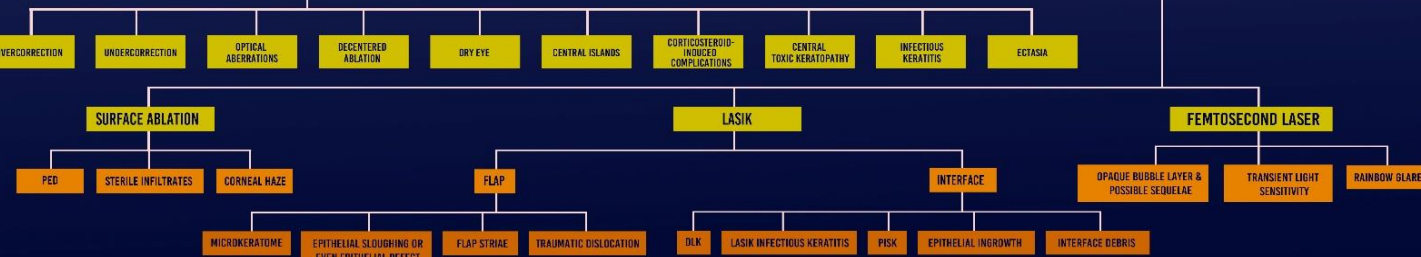 VERCORRECTION
UNDERCORRECTION
OPTICAL
ABERRATIONS
DECENTERED
ABLATION
DRY EYE
CENTRAL ISLANDS
CORTICOSTEROID-
INDUCED
COMPLICATIONS
CENTRAL
TOXIC KERATOPATHY
INFECTIOUS
KERATITIS
ECTASIA
SURFACE ABLATION
LASIK
FEMTOSECOND LASER
PED
STERILE INFILTRATES
CORNEAL HAZE
FLAP
INTERFACE
OPAQUE BUBBLE LAYER &
POSSIBLE SEQUELAE
TRANSIENT LIGHT
SENSITIVITY
RAINBOW GLARE
MICROKERATOME
EPITHELIAL SLOUGHING OR
EVEN EPITHELIAL DEFECT
FLAP STRIAE
TRAUMATIC DISLOCATION
DLK
LASIK INFECTIOUS KERATITIS
PISK
EPITHELIAL INGROWTH
INTERFACE DEBRIS